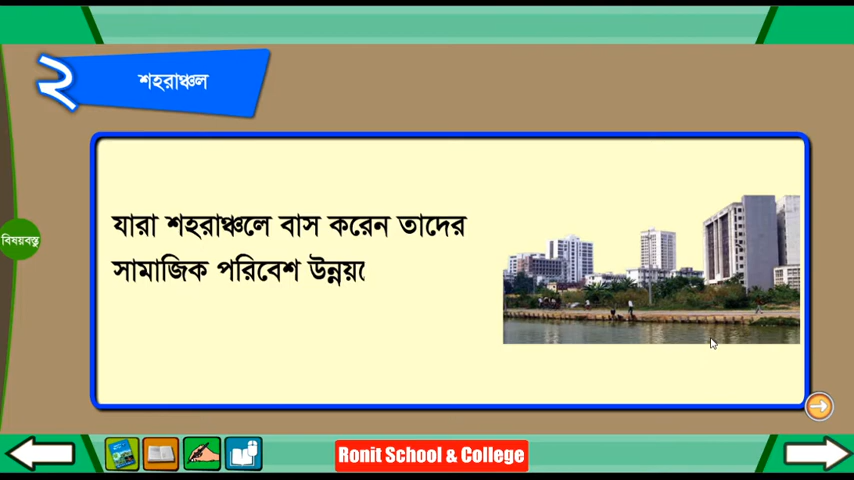 ২
শহরাঞ্চল
যারা শহরাঞ্চলে বাস করেন তাদের
সামাজিক পরিবেশ উন্নয়
বিষয়বস্তু
Ronit School & College